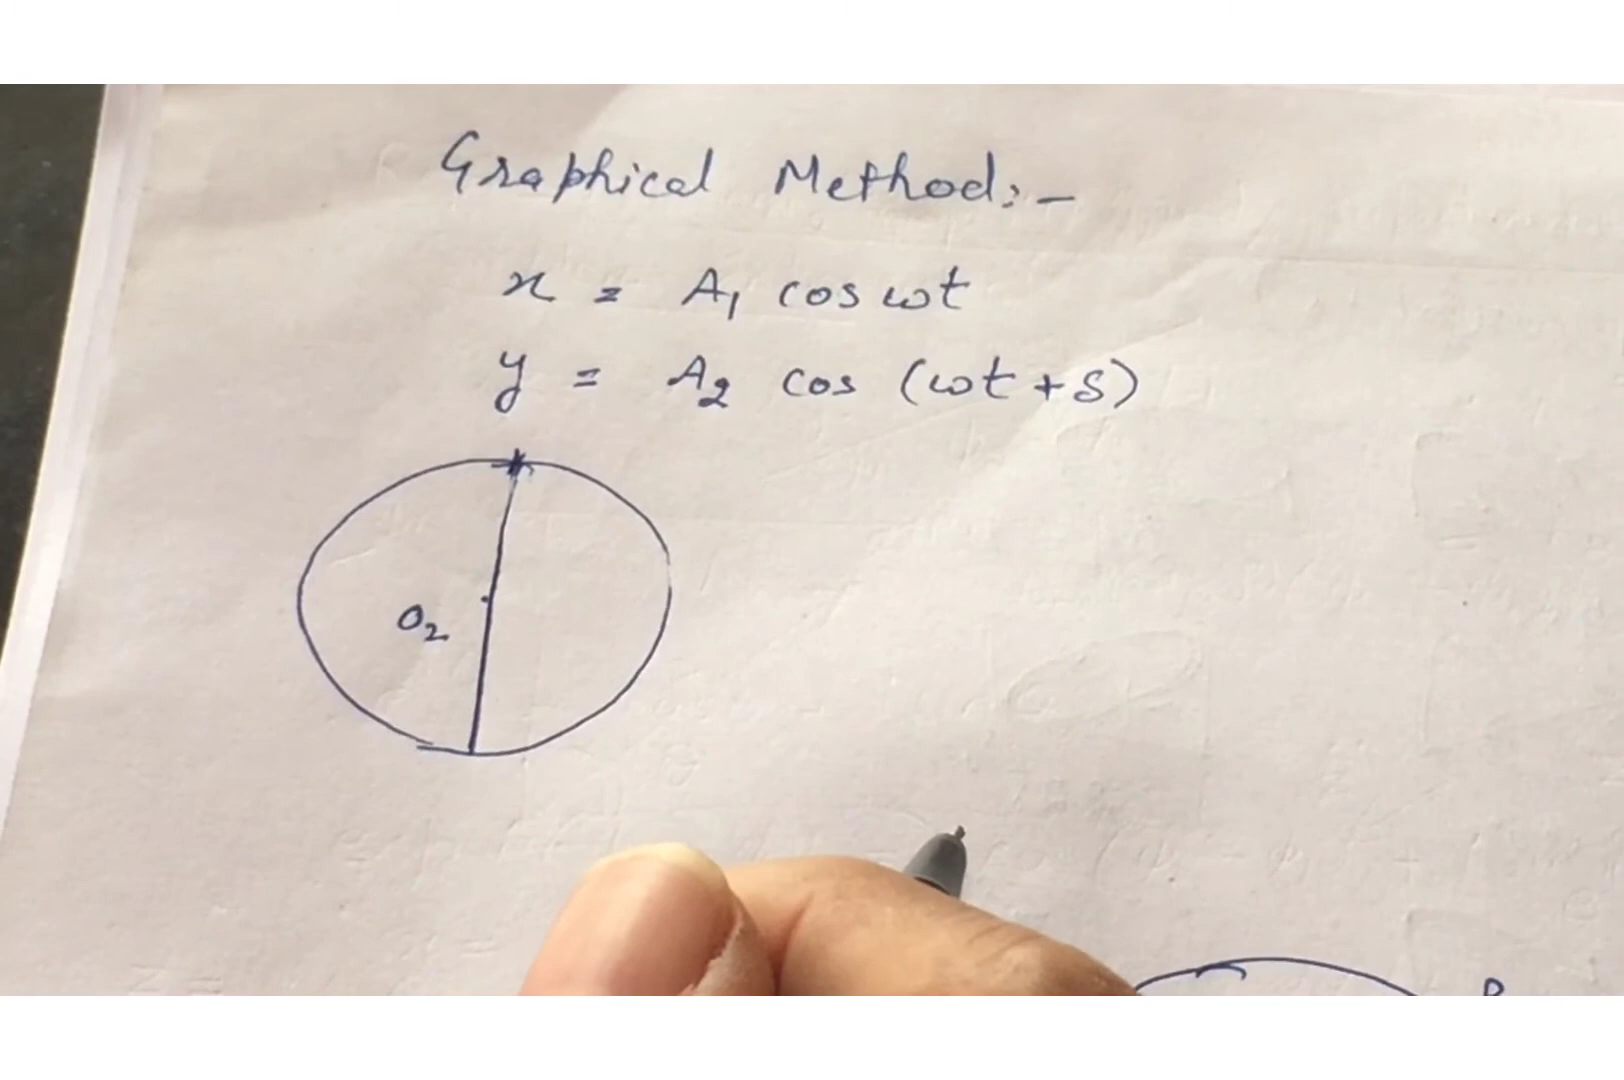 Graphical Method:-
x = A₁ cos ωt
y = A₂ cos (ωt + δ)
O₂
P